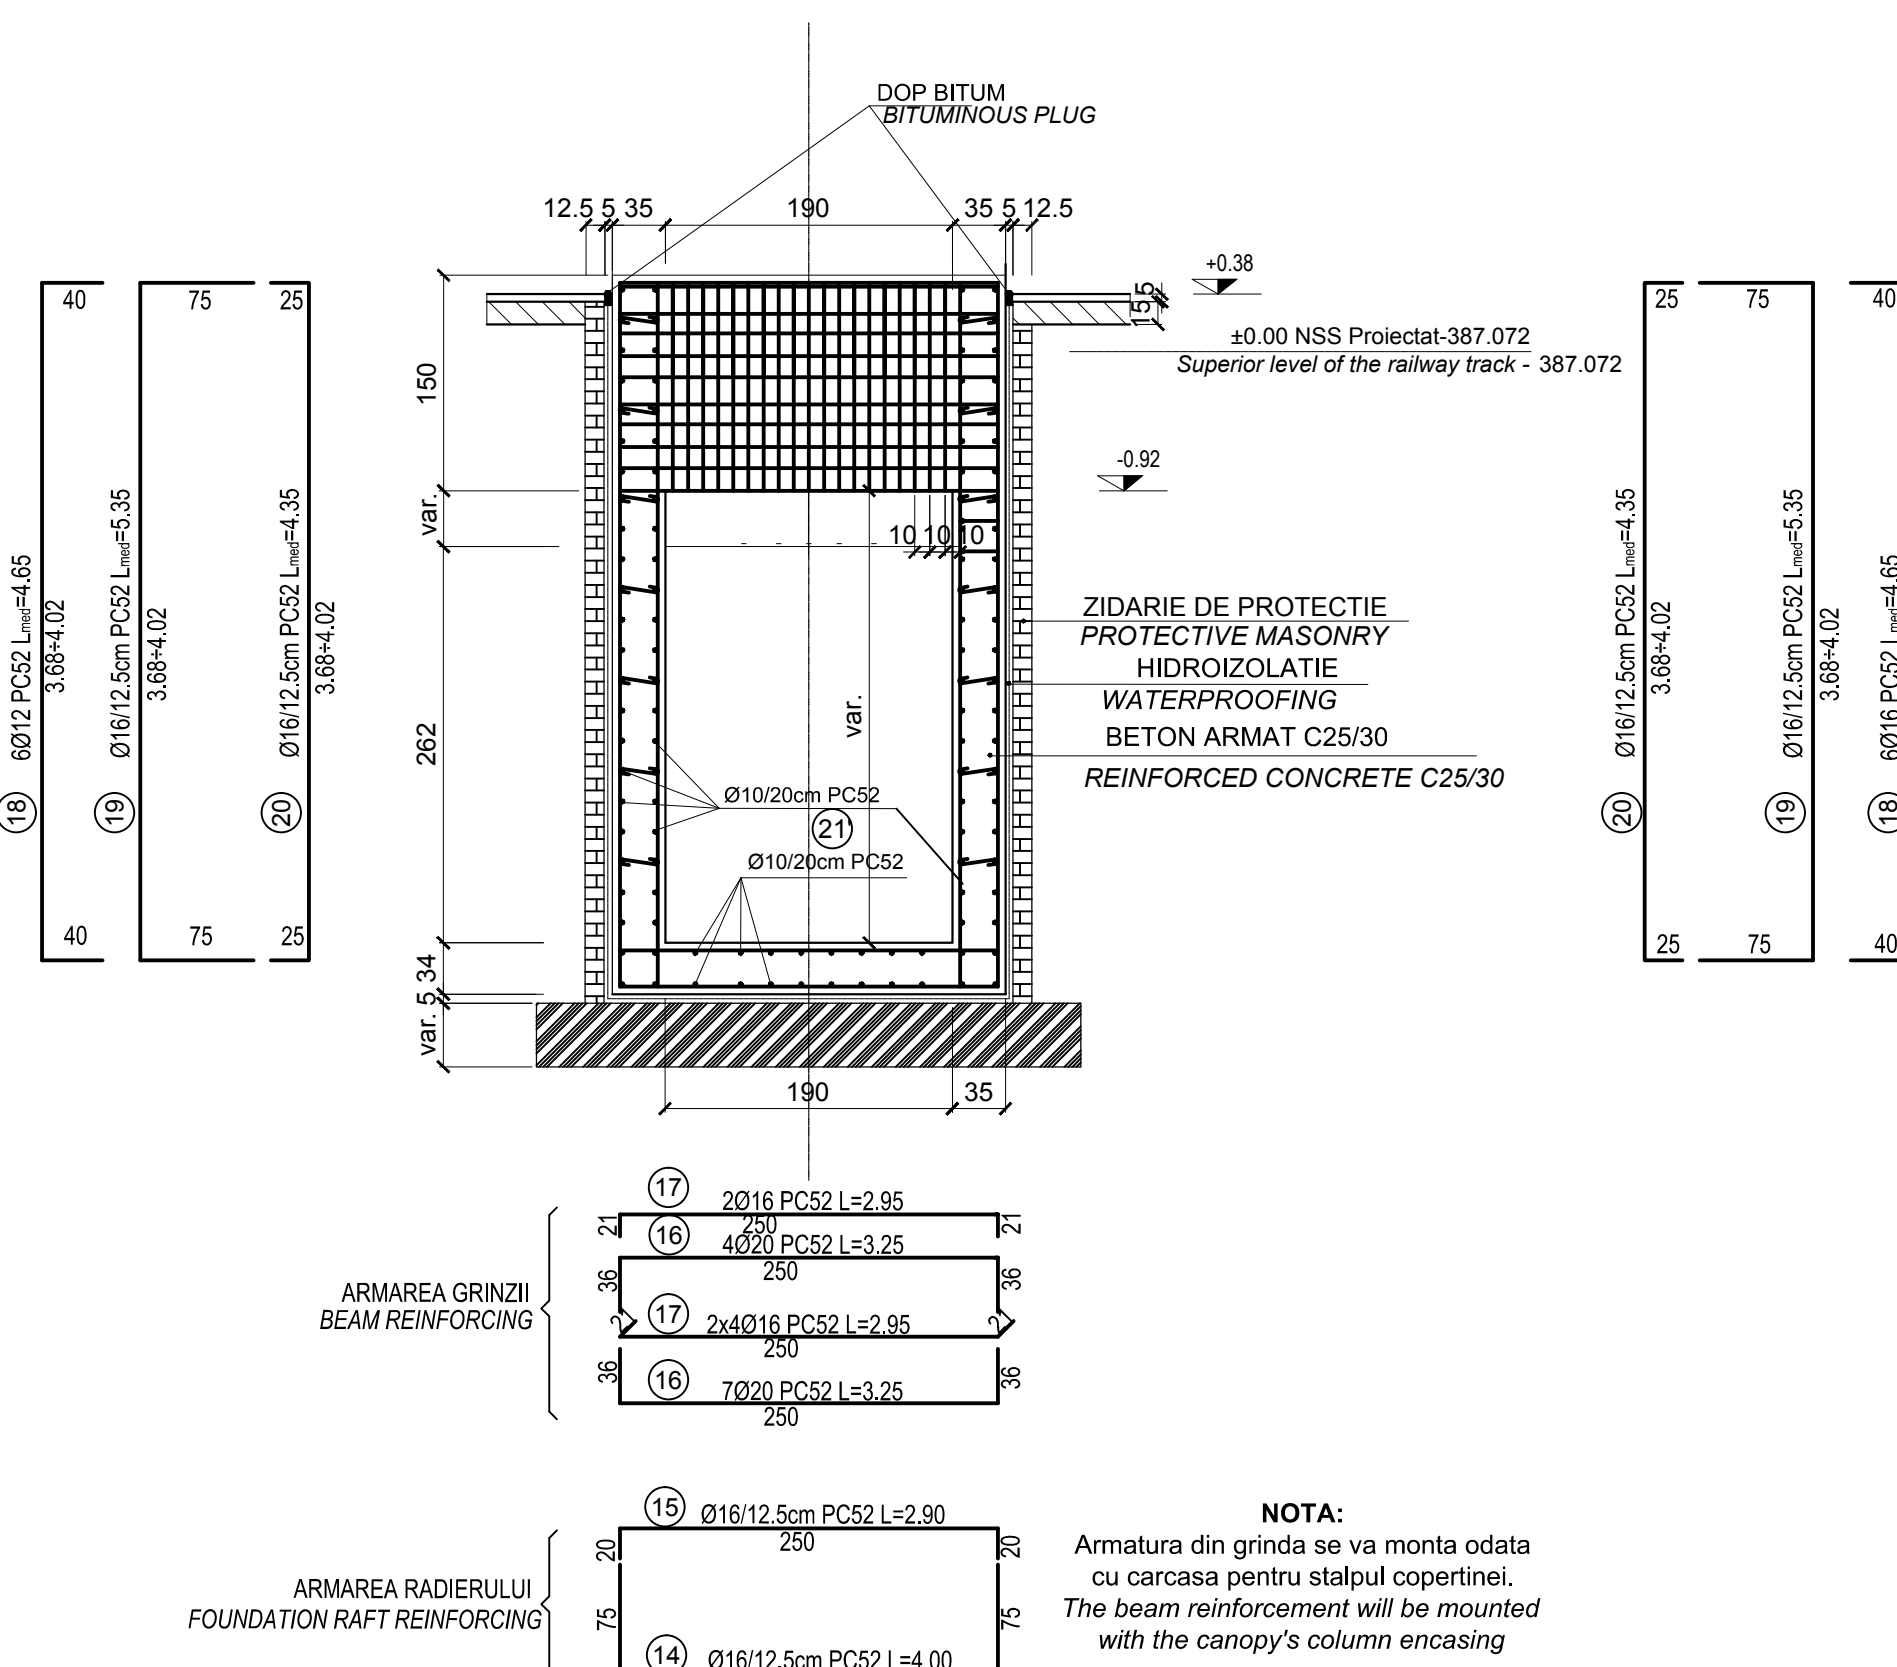 DOP BITUM
BITUMINOUS PLUG
12.5 5 35 190 35 5 12.5
+0.38
15 5
±0.00 NSS Proiectat-387.072
Superior level of the railway track - 387.072
-0.92
150
var.
262
34
5
var.
10 10 10
var.
ZIDARIE DE PROTECTIE
PROTECTIVE MASONRY
HIDROIZOLATIE
WATERPROOFING
BETON ARMAT C25/30
REINFORCED CONCRETE C25/30
Ø10/20cm PC52
21'
Ø10/20cm PC52
190 35
40
18 6Ø12 PC52 Lmed=4.65
3.68÷4.02
40
75
19 Ø16/12.5cm PC52 Lmed=5.35
3.68÷4.02
75
25
20 Ø16/12.5cm PC52 Lmed=4.35
3.68÷4.02
25
25
20 Ø16/12.5cm PC52 Lmed=4.35
3.68÷4.02
25
75
19 Ø16/12.5cm PC52 Lmed=5.35
3.68÷4.02
75
40
18 6Ø16 PC52 Lmed=4.65
40
ARMAREA GRINZII
BEAM REINFORCING
17 2Ø16 PC52 L=2.95
21 250 21
16 4Ø20 PC52 L=3.25
36 250 36
17 2x4Ø16 PC52 L=2.95
21 250 21
16 7Ø20 PC52 L=3.25
36 250 36
ARMAREA RADIERULUI
FOUNDATION RAFT REINFORCING
15 Ø16/12.5cm PC52 L=2.90
20 250 20
75 75
14 Ø16/12.5cm PC52 L=4.00
NOTA:
Armatura din grinda se va monta odata
cu carcasa pentru stalpul copertinei.
The beam reinforcement will be mounted
with the canopy's column encasing